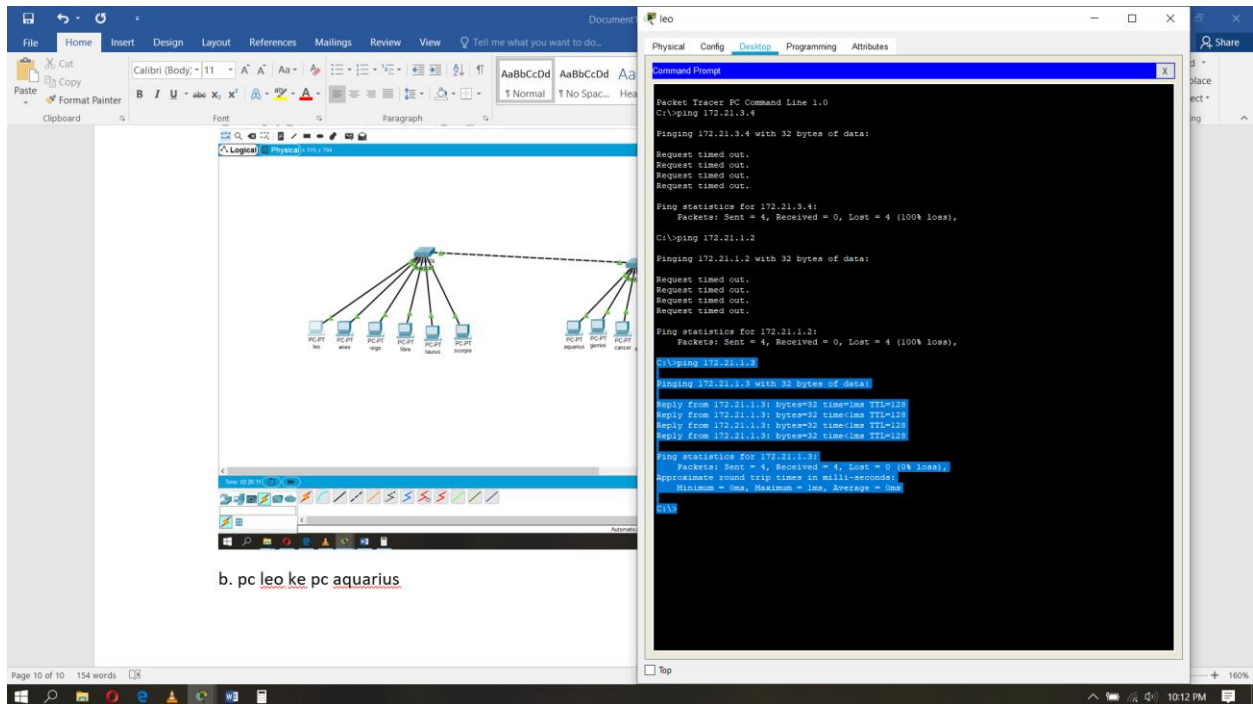 Document
File Home Insert Design Layout References Mailings Review View Tell me what you want to do...
Share
Paste
Cut
Copy
Format Painter
Clipboard
Calibri (Body) 11
Font
Paragraph
AaBbCcDd AaBbCcDd
¶ Normal ¶ No Spac...
Logical Physical
PC-PT leo
PC-PT aries
PC-PT virgo
PC-PT libra
PC-PT taurus
PC-PT scorpio
PC-PT aquarius
PC-PT gemini
PC-PT cancer
b. pc leo ke pc aquarius
Page 10 of 10 154 words
160%
10:12 PM
leo
Physical Config Desktop Programming Attributes
Command Prompt X
Packet Tracer PC Command Line 1.0
C:\>ping 172.21.3.4
Pinging 172.21.3.4 with 32 bytes of data:
Request timed out.
Request timed out.
Request timed out.
Request timed out.
Ping statistics for 172.21.3.4:
Packets: Sent = 4, Received = 0, Lost = 4 (100% loss),
C:\>ping 172.21.1.2
Pinging 172.21.1.2 with 32 bytes of data:
Request timed out.
Request timed out.
Request timed out.
Request timed out.
Ping statistics for 172.21.1.2:
Packets: Sent = 4, Received = 0, Lost = 4 (100% loss),
C:\>ping 172.21.1.3
Pinging 172.21.1.3 with 32 bytes of data:
Reply from 172.21.1.3: bytes=32 time=1ms TTL=128
Reply from 172.21.1.3: bytes=32 time<1ms TTL=128
Reply from 172.21.1.3: bytes=32 time<1ms TTL=128
Reply from 172.21.1.3: bytes=32 time<1ms TTL=128
Ping statistics for 172.21.1.3:
Packets: Sent = 4, Received = 4, Lost = 0 (0% loss),
Approximate round trip times in milli-seconds:
Minimum = 0ms, Maximum = 1ms, Average = 0ms
C:\>
Top